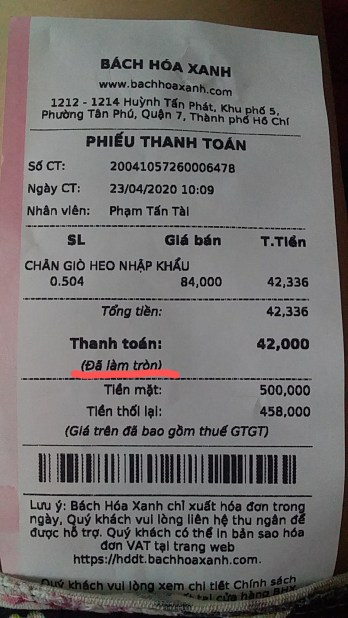 BÁCH HÓA XANH
www.bachhoaxanh.com
1212 - 1214 Huỳnh Tấn Phát, Khu phố 5,
Phường Tân Phú, Quận 7, Thành phố Hồ Chí
PHIẾU THANH TOÁN
Số CT: 20041057260006478
Ngày CT: 23/04/2020 10:09
Nhân viên: Phạm Tấn Tài
SL Giá bán T.Tiền
CHÂN GIÒ HEO NHẬP KHẨU
0.504 84,000 42,336
Tổng tiền: 42,336
Thanh toán: 42,000
(Đã làm tròn)
Tiền mặt: 500,000
Tiền thối lại: 458,000
(Giá trên đã bao gồm thuế GTGT)
Lưu ý: Bách Hóa Xanh chỉ xuất hóa đơn trong
ngày, Quý khách vui lòng liên hệ thu ngân để
được hỗ trợ. Quý khách có thể in bản sao hóa
đơn VAT tại trang web
https://hddt.bachhoaxanh.com.
Quý khách vui lòng xem chi tiết Chính sách
tại cửa hàng BHX